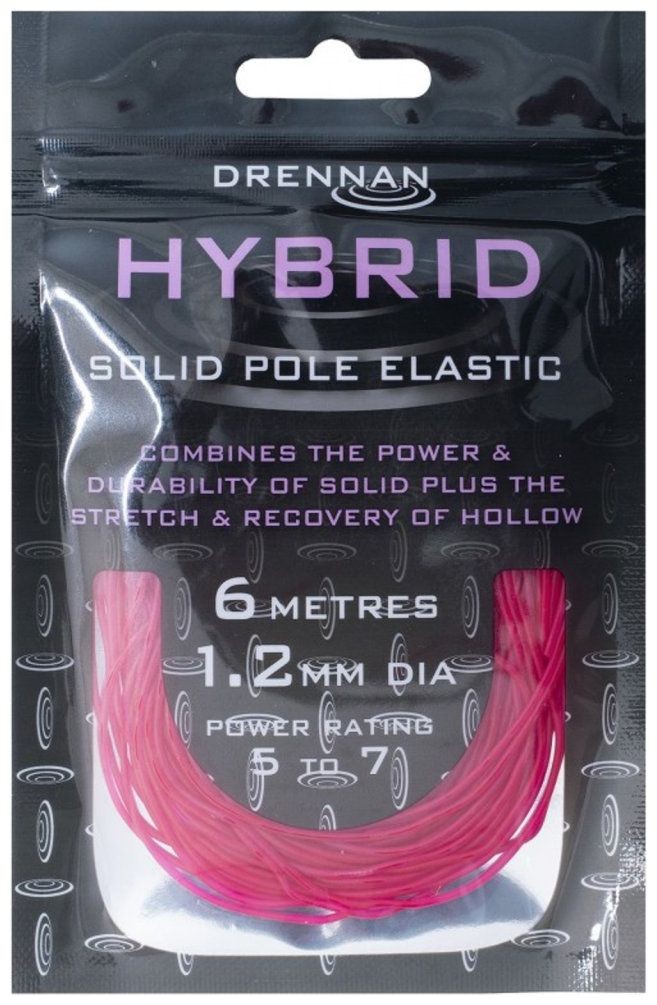 DRENNAN
HYBRID
SOLID POLE ELASTIC
COMBINES THE POWER &
DURABILITY OF SOLID PLUS THE
STRETCH & RECOVERY OF HOLLOW
6 METRES
1.2MM DIA
POWER RATING
5 TO 7